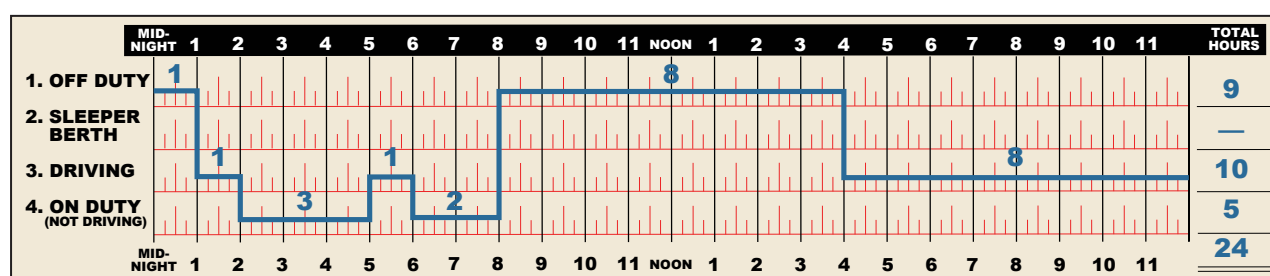 MID-
NIGHT 1 2 3 4 5 6 7 8 9 10 11 NOON 1 2 3 4 5 6 7 8 9 10 11 TOTAL HOURS
1. OFF DUTY 1 8 9
2. SLEEPER
BERTH —
3. DRIVING 1 1 8 10
4. ON DUTY 3 2 5
(NOT DRIVING)
MID-
NIGHT 1 2 3 4 5 6 7 8 9 10 11 NOON 1 2 3 4 5 6 7 8 9 10 11 24